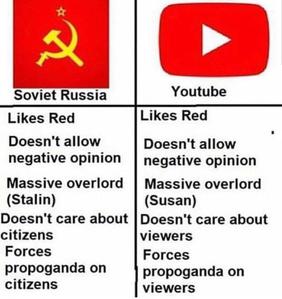 Soviet Russia
Youtube
Likes Red
Likes Red
Doesn't allow
negative opinion
Doesn't allow
negative opinion
Massive overlord
(Stalin)
Massive overlord
(Susan)
Doesn't care about
citizens
Doesn't care about
viewers
Forces
propoganda on
citizens
Forces
propoganda on
viewers